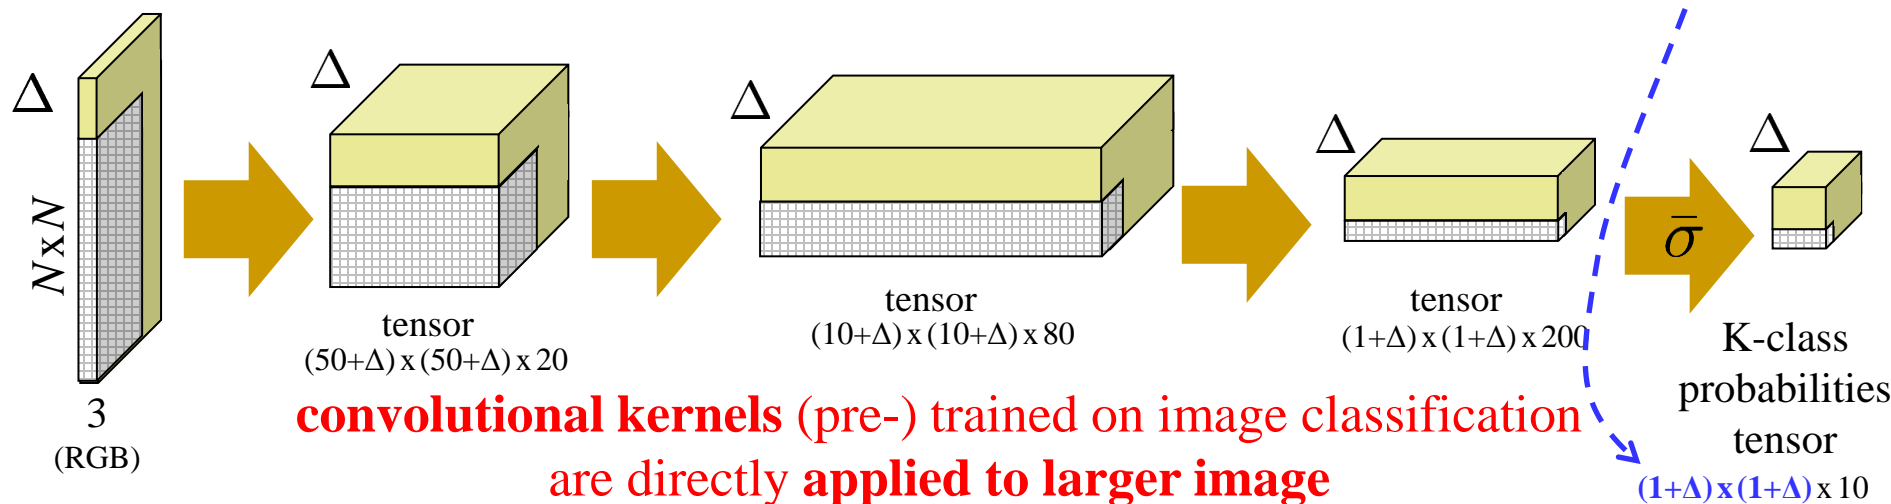 Δ
NxN
3
(RGB)
Δ
tensor
(50+Δ) x (50+Δ) x 20
Δ
tensor
(10+Δ) x (10+Δ) x 80
Δ
tensor
(1+Δ) x (1+Δ) x 200
σ̄
Δ
K-class
probabilities
tensor
(1+Δ) x (1+Δ) x 10
convolutional kernels (pre-) trained on image classification
are directly applied to larger image